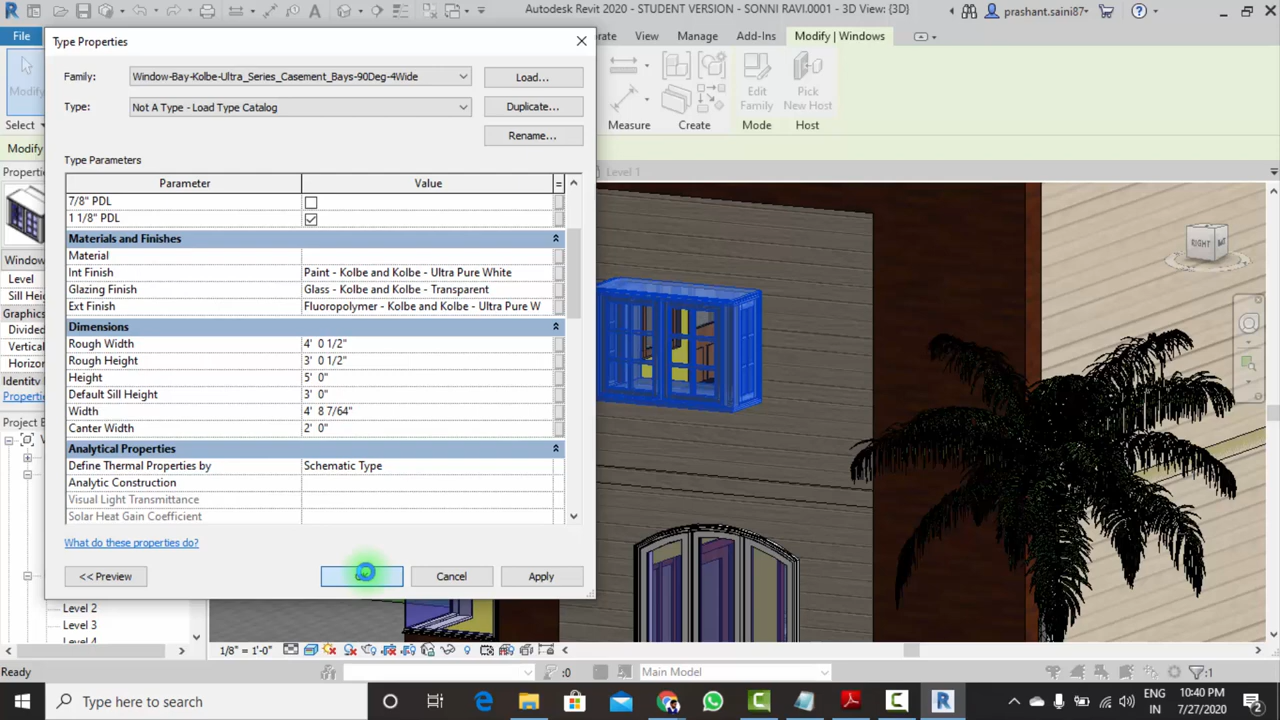 Autodesk Revit 2020 - STUDENT VERSION - SONNI RAVI.0001 - 3D View: {3D}
prashant.saini87
File
View
Manage
Add-Ins
Modify | Windows
Modify
Select
Measure
Create
Edit Family
Mode
Pick New Host
Host
Type Properties
Family:
Window-Bay-Kolbe-Ultra_Series_Casement_Bays-90Deg-4Wide
Load...
Type:
Not A Type - Load Type Catalog
Duplicate...
Rename...
Type Parameters
Parameter
Value
=
7/8" PDL
1 1/8" PDL
Materials and Finishes
Material
Int Finish
Paint - Kolbe and Kolbe - Ultra Pure White
Glazing Finish
Glass - Kolbe and Kolbe - Transparent
Ext Finish
Fluoropolymer - Kolbe and Kolbe - Ultra Pure W
Dimensions
Rough Width
4' 0 1/2"
Rough Height
3' 0 1/2"
Height
5' 0"
Default Sill Height
3' 0"
Width
4' 8 7/64"
Canter Width
2' 0"
Analytical Properties
Define Thermal Properties by
Schematic Type
Analytic Construction
Visual Light Transmittance
Solar Heat Gain Coefficient
What do these properties do?
<< Preview
Cancel
Apply
Level 1
RIGHT
Level
Level 2
Level 3
Level 4
1/8" = 1'-0"
Ready
:0
Main Model
:1
Type here to search
ENG
IN
10:40 PM
7/27/2020
2